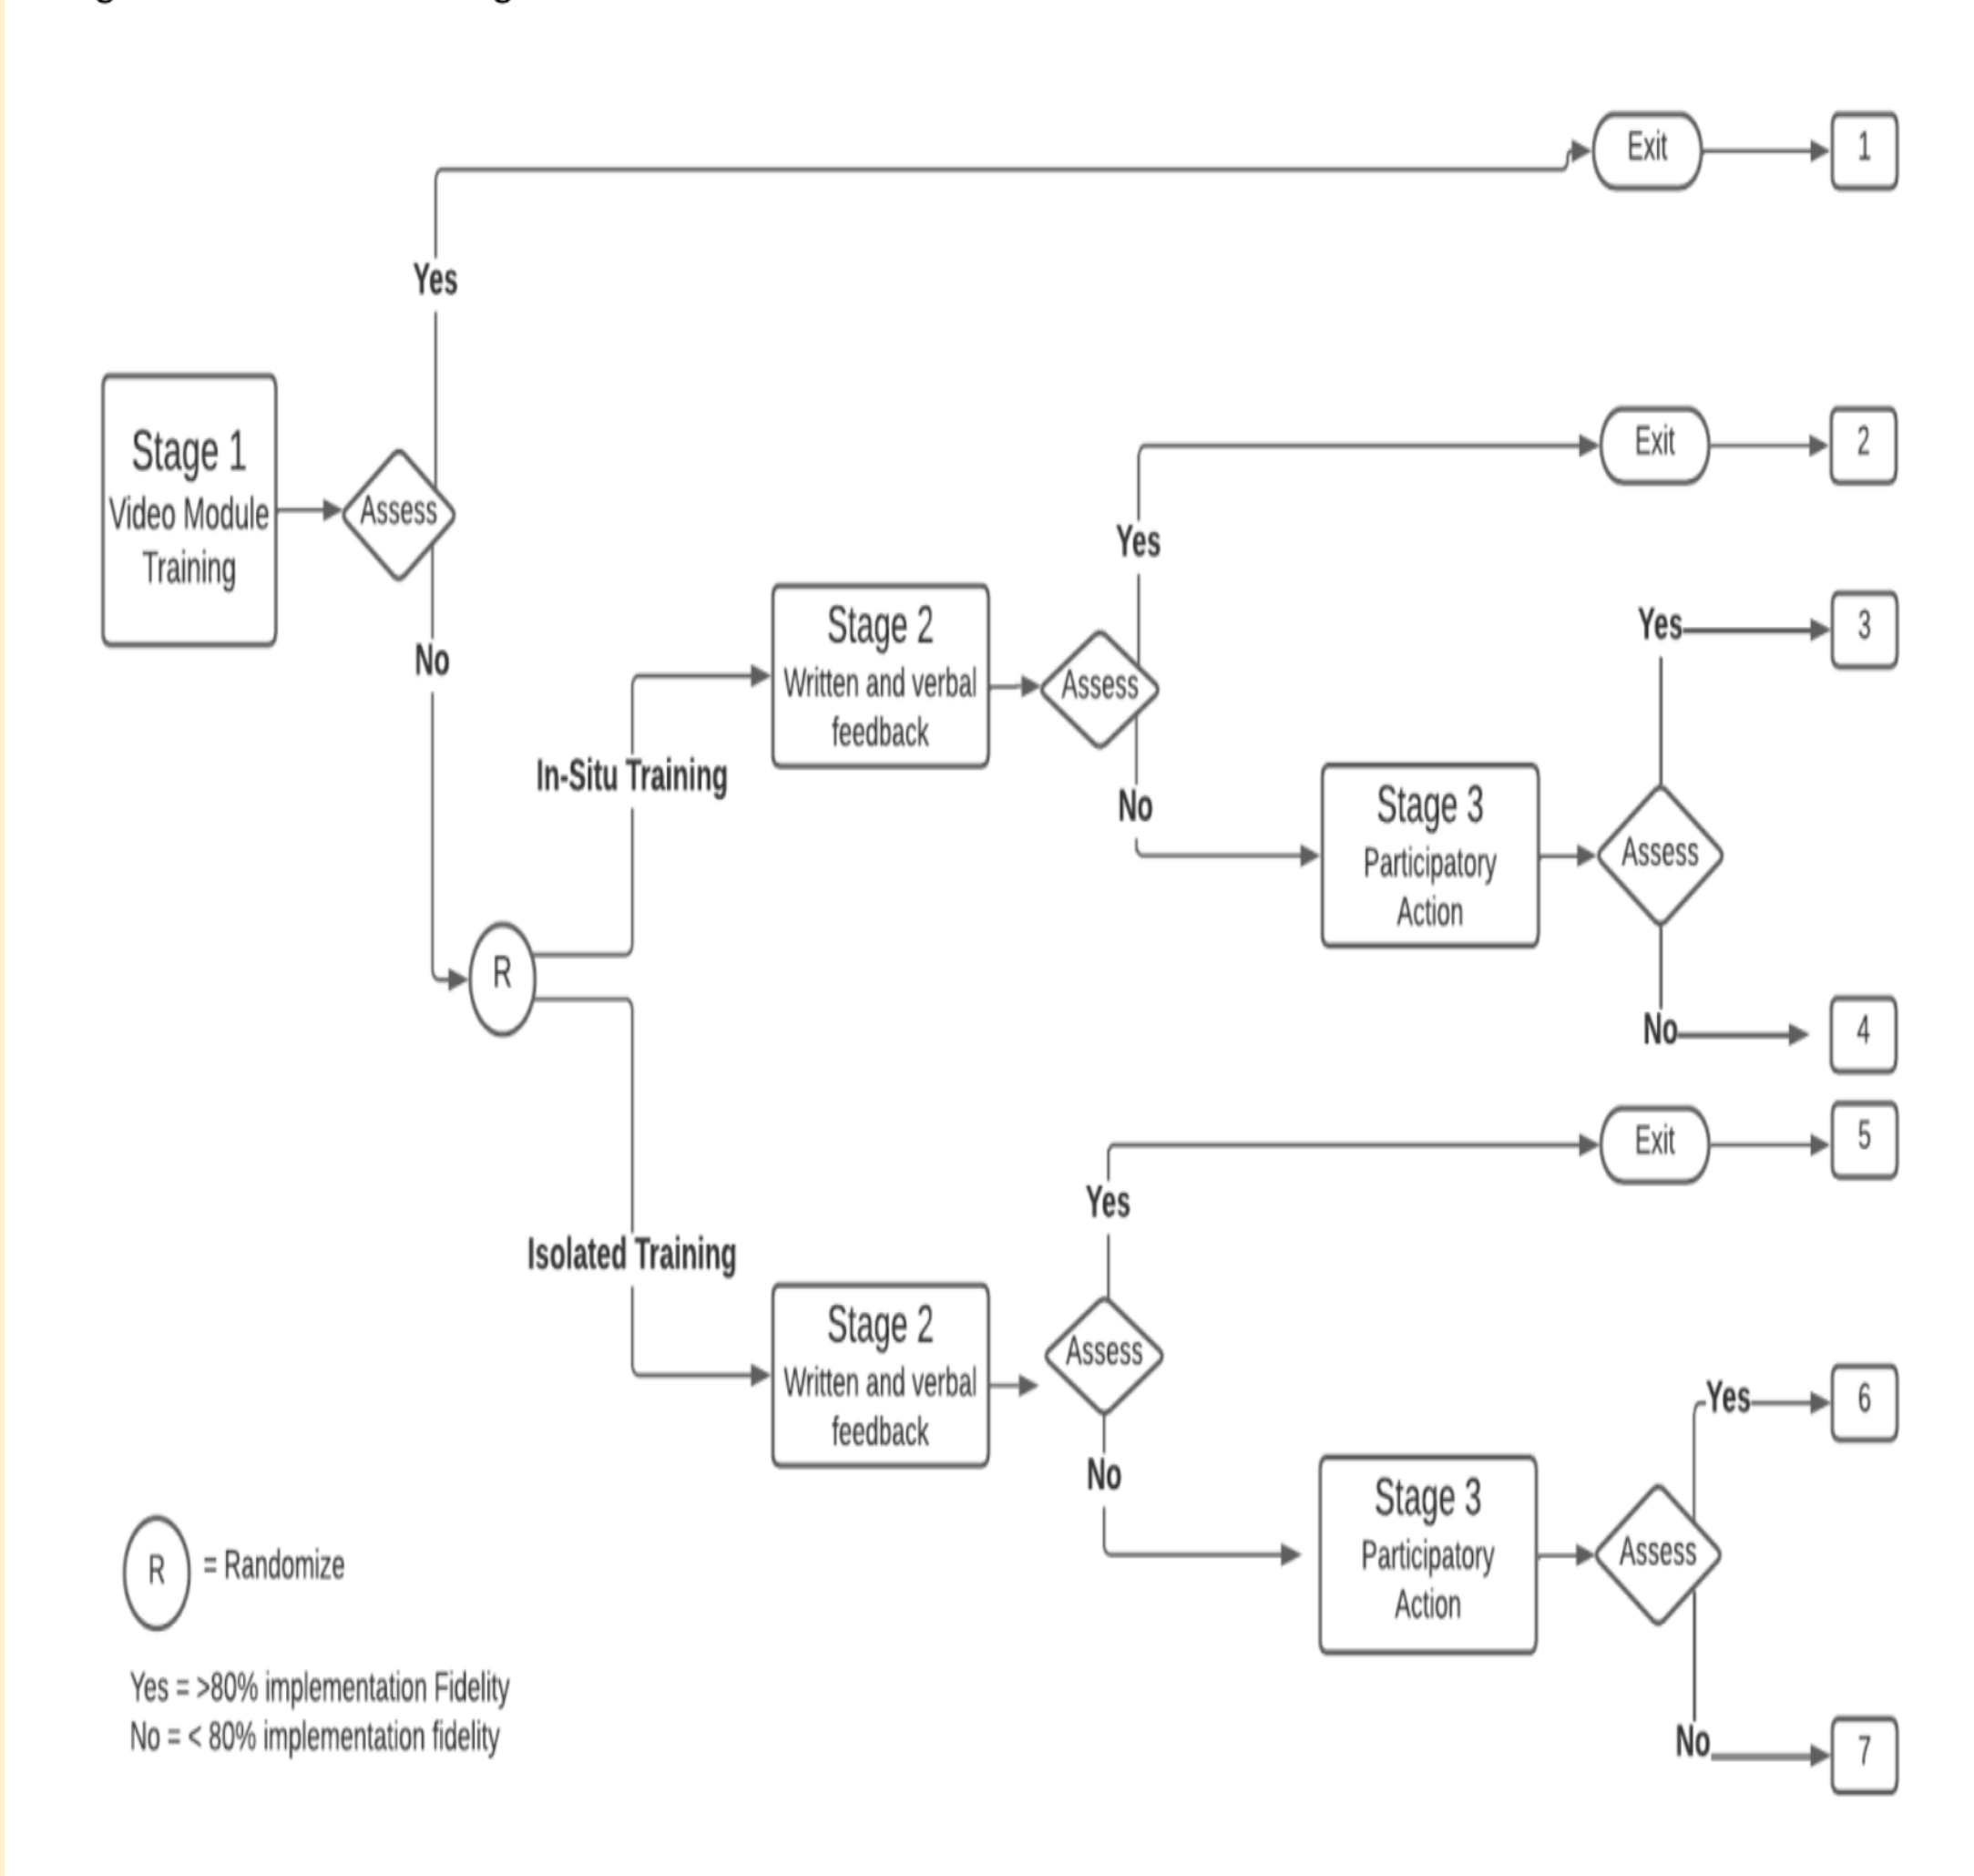 Exit
1
Yes
Stage 1
Video Module
Training
Assess
No
In-Situ Training
Stage 2
Written and verbal
feedback
Assess
Yes
Exit
2
No
Stage 3
Participatory
Action
Assess
Yes
3
No
4
R
Isolated Training
Stage 2
Written and verbal
feedback
Assess
Yes
Exit
5
No
Stage 3
Participatory
Action
Assess
Yes
6
No
7
R = Randomize
Yes = >80% implementation Fidelity
No = < 80% implementation fidelity